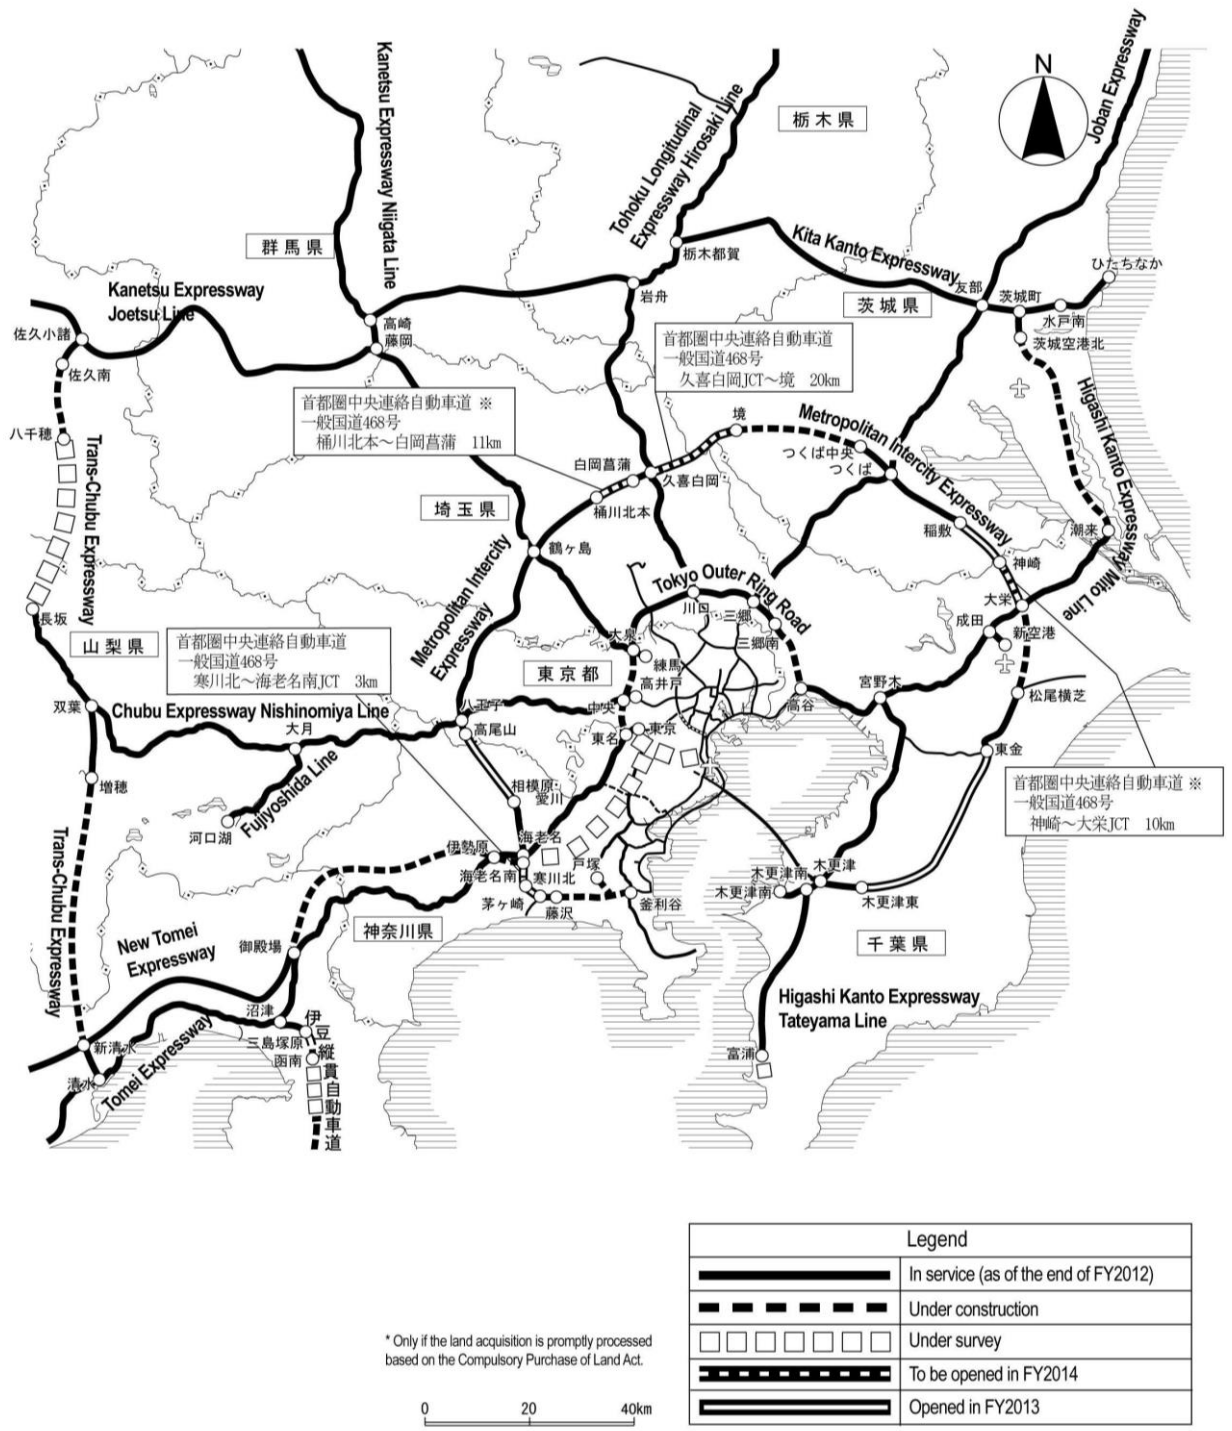 Kanetsu Expressway Niigata Line
Tohoku Longitudinal
Expressway Hirosaki Line
栃木県
N
Joban Expressway
群馬県
栃木都賀
Kita Kanto Expressway
ひたちなか
Kanetsu Expressway
Joetsu Line
岩舟
友部
茨城町
茨城県
水戸南
佐久小諸
高崎
藤岡
茨城空港北
佐久南
首都圏中央連絡自動車道
一般国道468号
久喜白岡JCT～境 20km
首都圏中央連絡自動車道 ※
一般国道468号
桶川北本～白岡菖蒲 11km
Higashi Kanto Expressway Mito Line
八千穂
Trans-Chubu Expressway
境
Metropolitan Intercity Expressway
つくば中央
つくば
白岡菖蒲
久喜白岡
埼玉県
桶川北本
稲敷
潮来
鶴ヶ島
神崎
Metropolitan Intercity
Expressway
Tokyo Outer Ring Road
川口
三郷
三郷南
大栄
成田
新空港
長坂
山梨県
首都圏中央連絡自動車道
一般国道468号
寒川北～海老名南JCT 3km
大泉
練馬
東京都
高井戸
双葉
Chubu Expressway Nishinomiya Line
八王子
中央
高谷
宮野木
松尾横芝
大月
高尾山
東名
東京
東金
増穂
Fujiyoshida Line
相模原
愛川
首都圏中央連絡自動車道 ※
一般国道468号
神崎～大栄JCT 10km
河口湖
Trans-Chubu Expressway
伊勢原
海老名
戸塚
海老名南
寒川北
木更津
木更津南
木更津南
木更津東
茅ヶ崎
藤沢
釜利谷
神奈川県
千葉県
New Tomei
Expressway
御殿場
Higashi Kanto Expressway
Tateyama Line
沼津
三島塚原
函南
伊豆縦貫自動車道
新清水
清水
Tomei Expressway
富浦
Legend
In service (as of the end of FY2012)
Under construction
Under survey
To be opened in FY2014
Opened in FY2013
* Only if the land acquisition is promptly processed
based on the Compulsory Purchase of Land Act.
0 20 40km